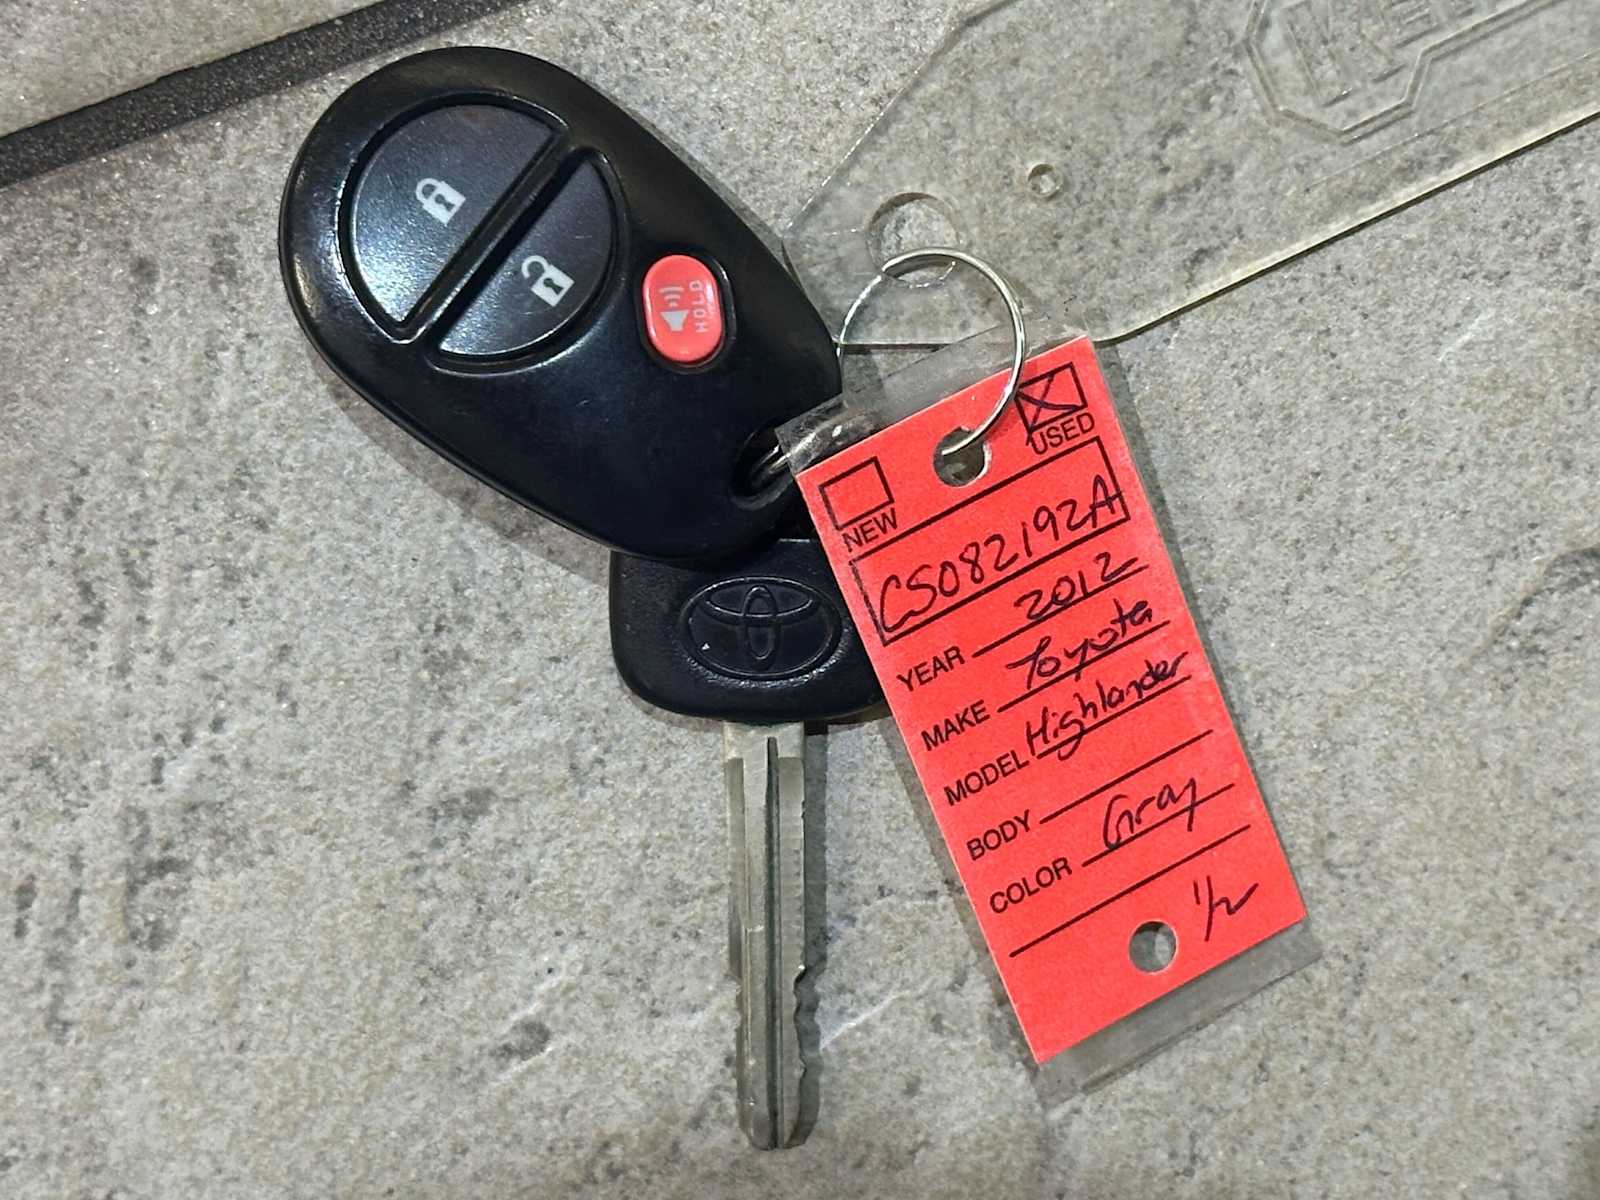 HOLD
USED
NEW
CS082192A
YEAR 2012
MAKE Toyota
MODEL Highlander
BODY
COLOR Gray
1/2